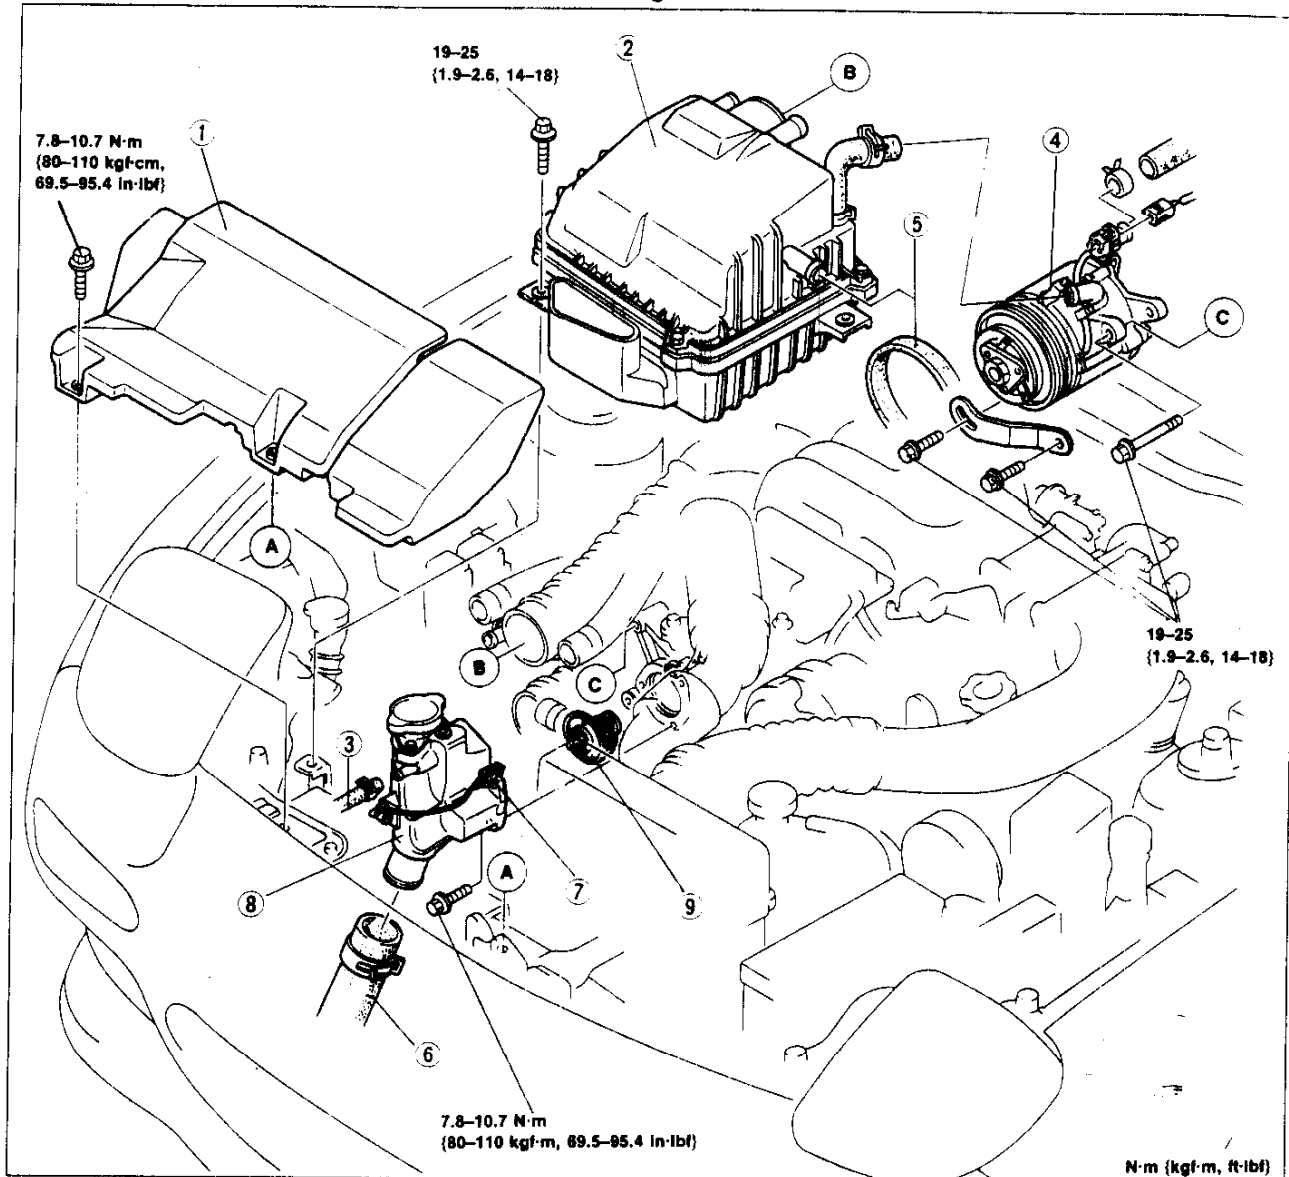 19–25
{1.9–2.6, 14–18}
2
B
7.8–10.7 N·m
{80–110 kgf·cm,
69.5–95.4 in·lbf}
1
4
5
C
A
B
C
19–25
{1.9–2.6, 14–18}
3
A
7
8
9
6
7.8–10.7 N·m
{80–110 kgf·m, 69.5–95.4 in·lbf}
N·m {kgf·m, ft·lbf}